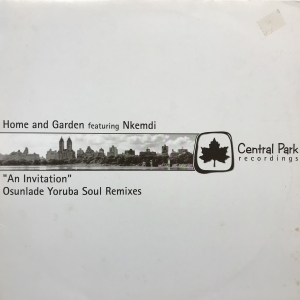 Home and Garden featuring Nkemdi
Central Park
recordings
"An Invitation"
Osunlade Yoruba Soul Remixes